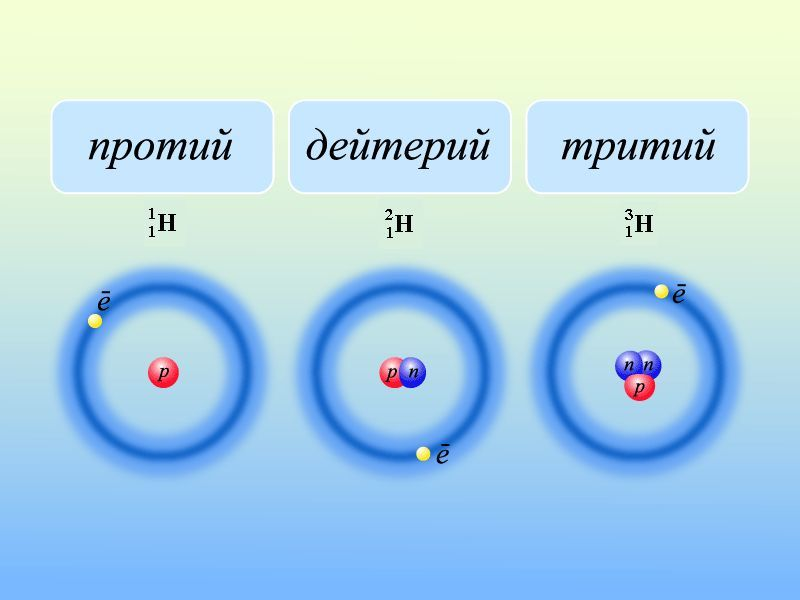 протий дейтерий тритий
¹₁H ²₁H ³₁H
ē ē
p p n n n
p
ē